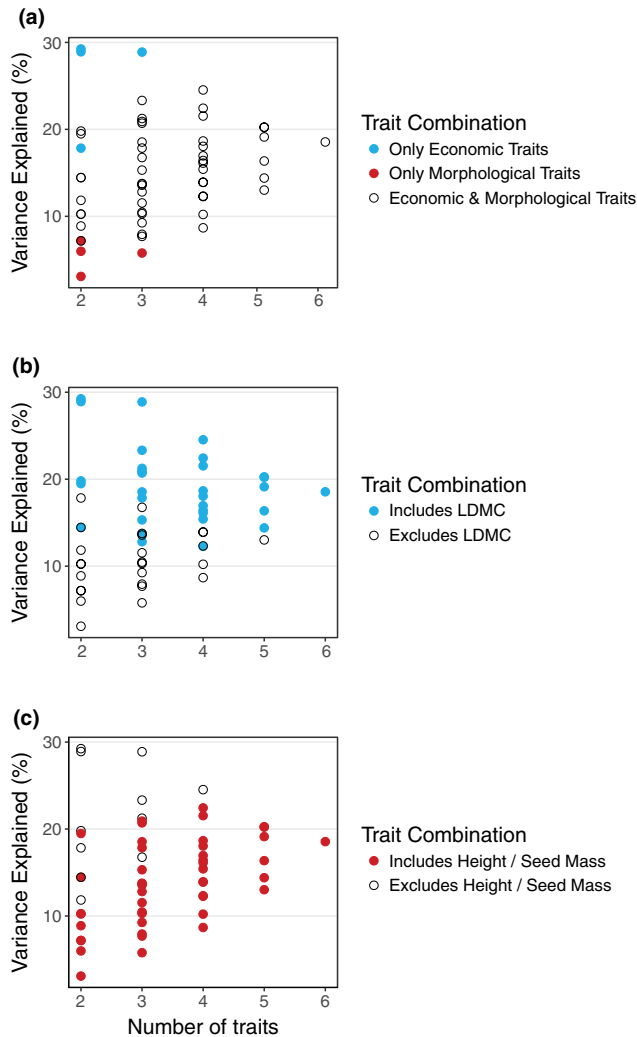 (a)
Variance Explained (%)
30
20
10
2 3 4 5 6
Trait Combination
Only Economic Traits
Only Morphological Traits
Economic & Morphological Traits
(b)
Variance Explained (%)
30
20
10
2 3 4 5 6
Trait Combination
Includes LDMC
Excludes LDMC
(c)
Variance Explained (%)
30
20
10
2 3 4 5 6
Number of traits
Trait Combination
Includes Height / Seed Mass
Excludes Height / Seed Mass